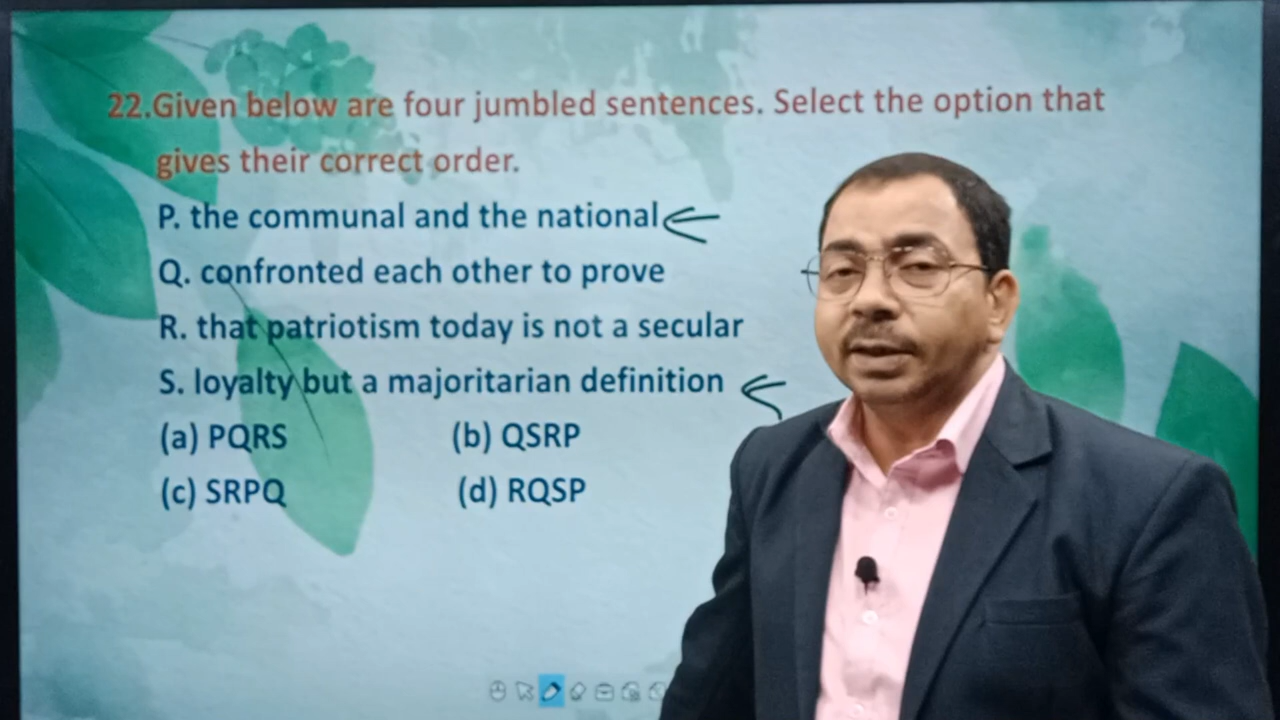 22.Given below are four jumbled sentences. Select the option that
gives their correct order.
P. the communal and the national
Q. confronted each other to prove
R. that patriotism today is not a secular
S. loyalty but a majoritarian definition
(a) PQRS (b) QSRP
(c) SRPQ (d) RQSP